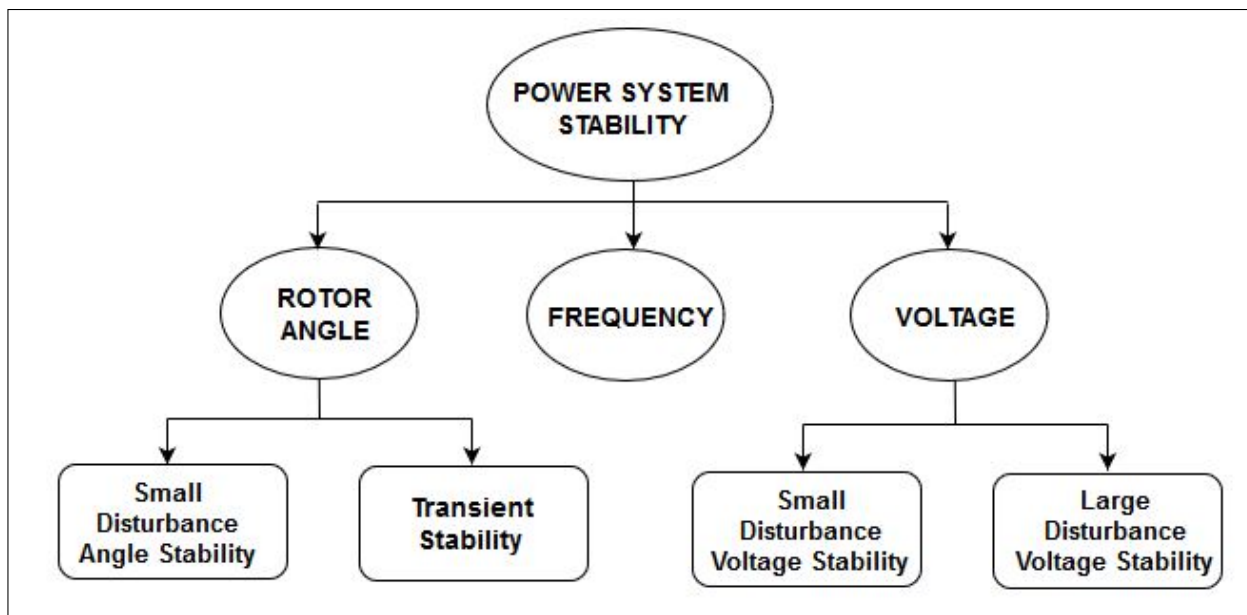 POWER SYSTEM
STABILITY
ROTOR
ANGLE
FREQUENCY
VOLTAGE
Small
Disturbance
Angle Stability
Transient
Stability
Small
Disturbance
Voltage Stability
Large
Disturbance
Voltage Stability